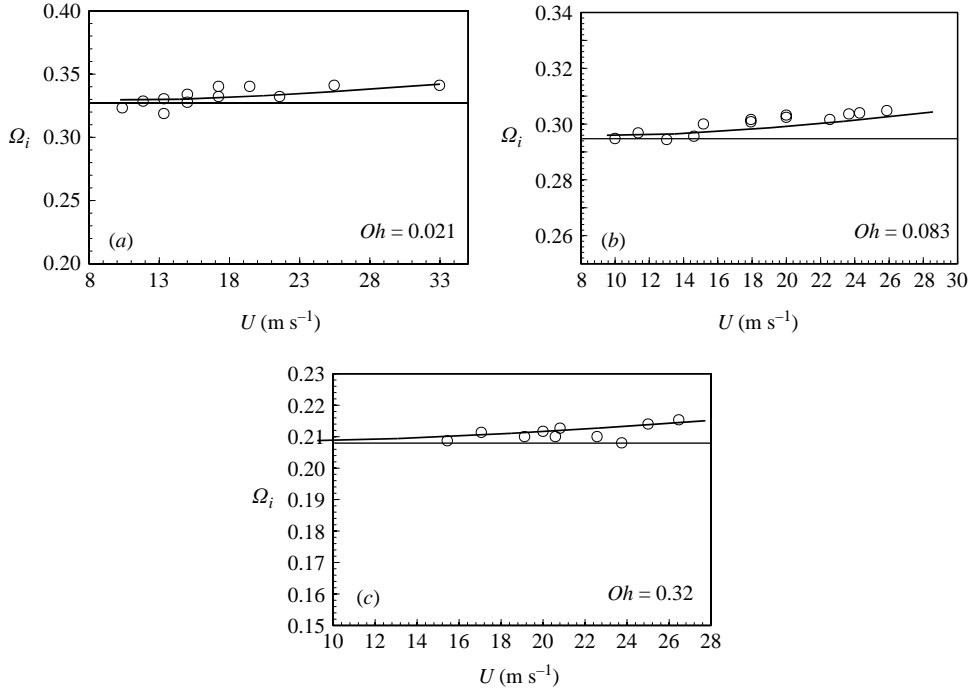 0.40
0.35
0.30
0.25
0.20
Ωi
(a)
Oh = 0.021
8 13 18 23 28 33
U (m s–1)
0.34
0.32
0.30
0.28
0.26
Ωi
(b)
Oh = 0.083
8 10 12 14 16 18 20 22 24 26 28 30
U (m s–1)
0.23
0.22
0.21
0.20
0.19
0.18
0.17
0.16
0.15
Ωi
(c)
Oh = 0.32
10 12 14 16 18 20 22 24 26 28
U (m s–1)